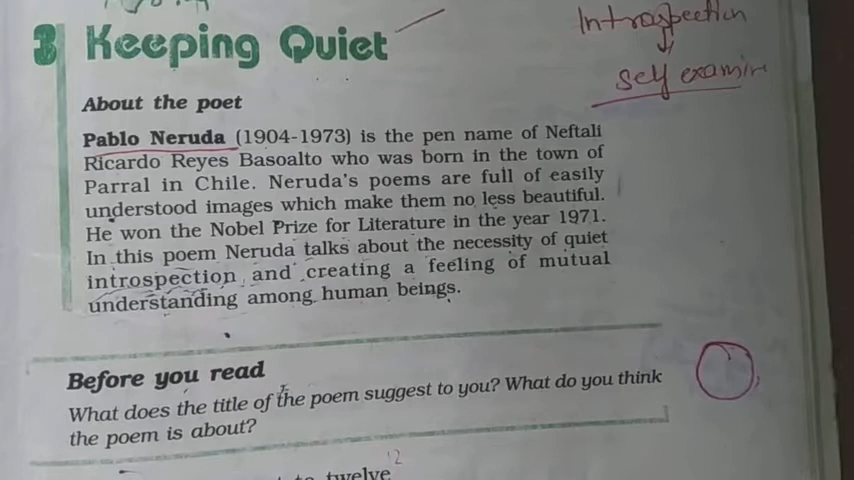 Introspection
self examin
3 Keeping Quiet
About the poet
Pablo Neruda (1904-1973) is the pen name of Neftali
Ricardo Reyes Basoalto who was born in the town of
Parral in Chile. Neruda's poems are full of easily
understood images which make them no less beautiful.
He won the Nobel Prize for Literature in the year 1971.
In this poem Neruda talks about the necessity of quiet
introspection and creating a feeling of mutual
understanding among human beings.
Before you read
What does the title of the poem suggest to you? What do you think
the poem is about?
12
to twelve